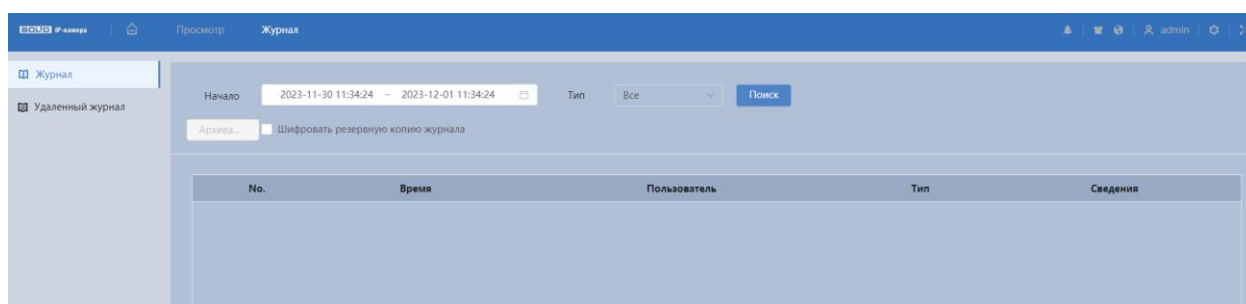 BOLID IP-камера Просмотр Журнал admin
Журнал
Удаленный журнал
Начало 2023-11-30 11:34:24 ~ 2023-12-01 11:34:24 Тип Все Поиск
Архива... Шифровать резервную копию журнала
No. Время Пользователь Тип Сведения